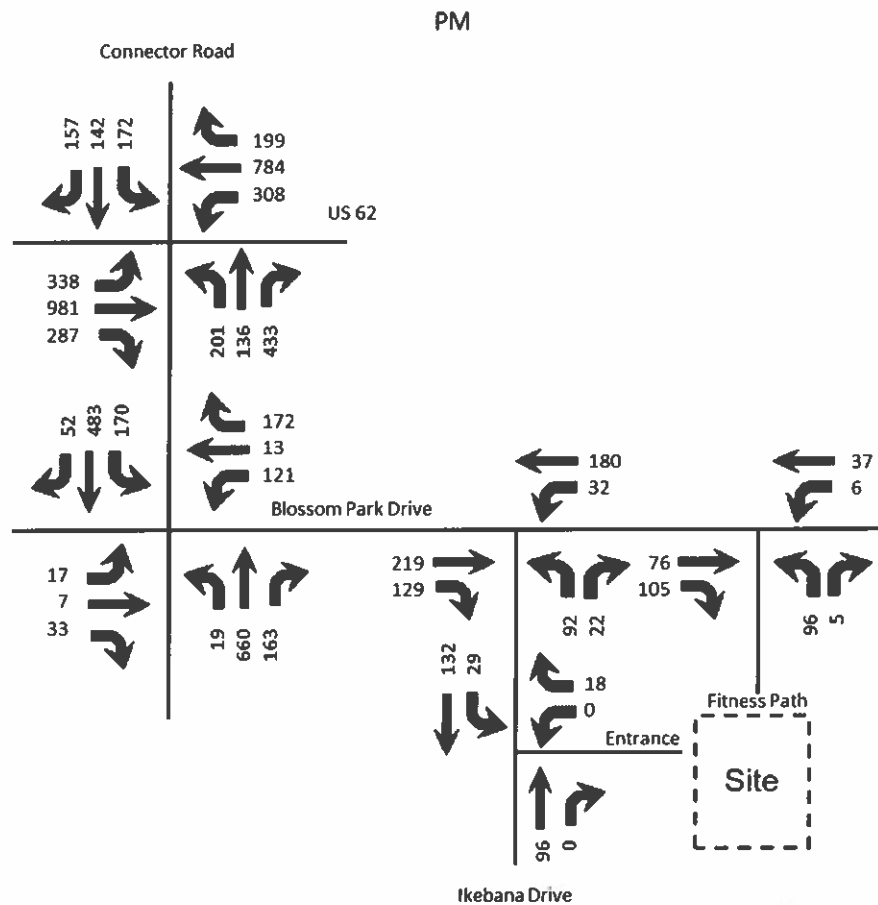 PM
Connector Road
157 142 172
199
784
308
US 62
338
981
287
201 136 433
52 483 170
172
13
121
180
32
37
6
Blossom Park Drive
17
7
33
19 660 163
219
129
92 22
76
105
96 5
132 29
18
0
Fitness Path
Entrance
Site
96 0
Ikebana Drive